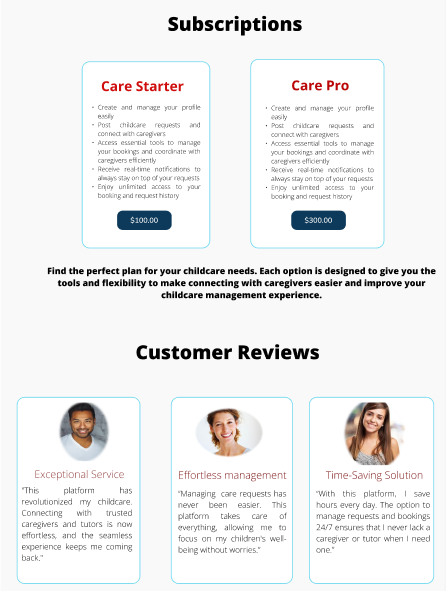 Subscriptions
Care Starter
• Create and manage your profile
easily
• Post childcare requests and
connect with caregivers
• Access essential tools to manage
your bookings and coordinate with
caregivers efficiently
• Receive real-time notifications to
always stay on top of your requests
• Enjoy unlimited access to your
booking and request history
$100.00
Care Pro
• Create and manage your profile
easily
• Post childcare requests and
connect with caregivers
• Access essential tools to manage
your bookings and coordinate with
caregivers efficiently
• Receive real-time notifications to
always stay on top of your requests
• Enjoy unlimited access to your
booking and request history
$300.00
Find the perfect plan for your childcare needs. Each option is designed to give you the
tools and flexibility to make connecting with caregivers easier and improve your
childcare management experience.
Customer Reviews
Exceptional Service
"This platform has
revolutionized my childcare.
Connecting with trusted
caregivers and tutors is now
effortless, and the seamless
experience keeps me coming
back."
Effortless management
"Managing care requests has
never been easier. This
platform takes care of
everything, allowing me to
focus on my children's well-
being without worries."
Time-Saving Solution
"With this platform, I save
hours every day. The option to
manage requests and bookings
24/7 ensures that I never lack a
caregiver or tutor when I need
one."